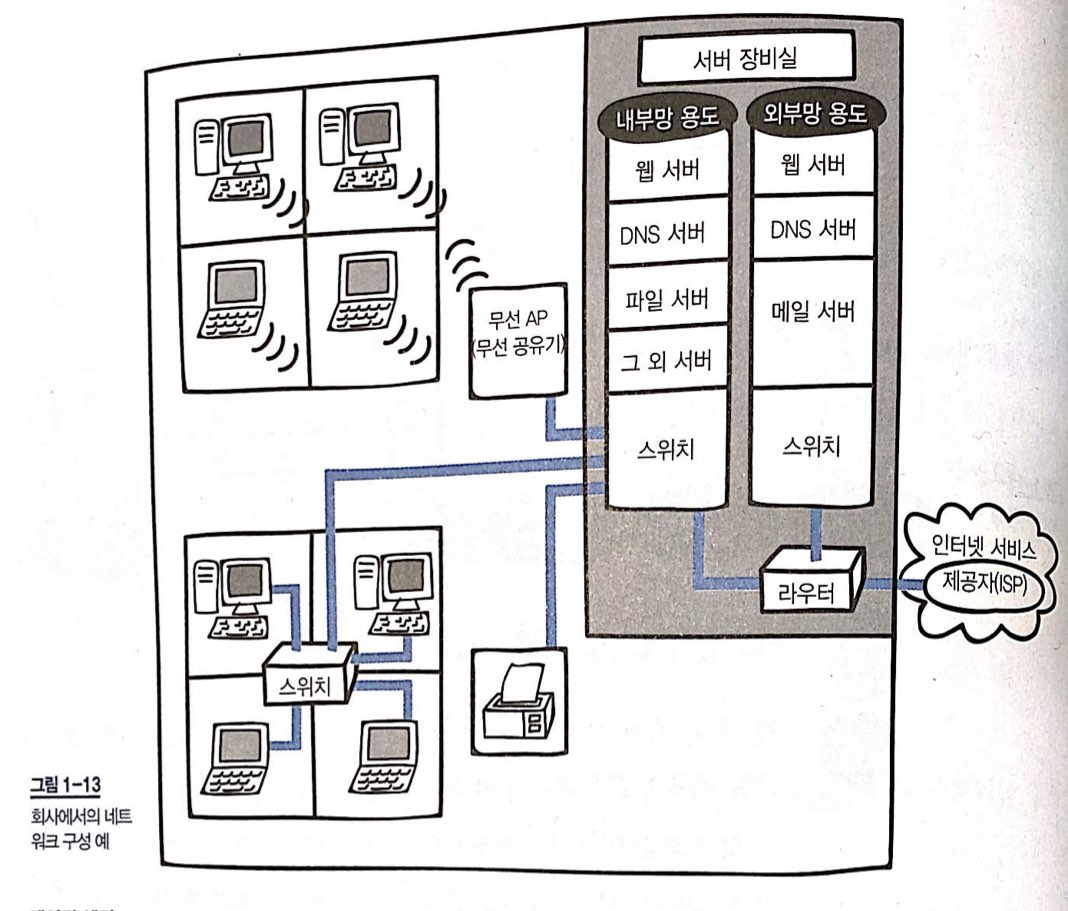 서버 장비실
내부망 용도
웹 서버
DNS 서버
파일 서버
그 외 서버
스위치
외부망 용도
웹 서버
DNS 서버
메일 서버
스위치
무선 AP
(무선 공유기)
라우터
인터넷 서비스
제공자(ISP)
스위치
그림 1-13
회사에서의 네트
워크 구성 예